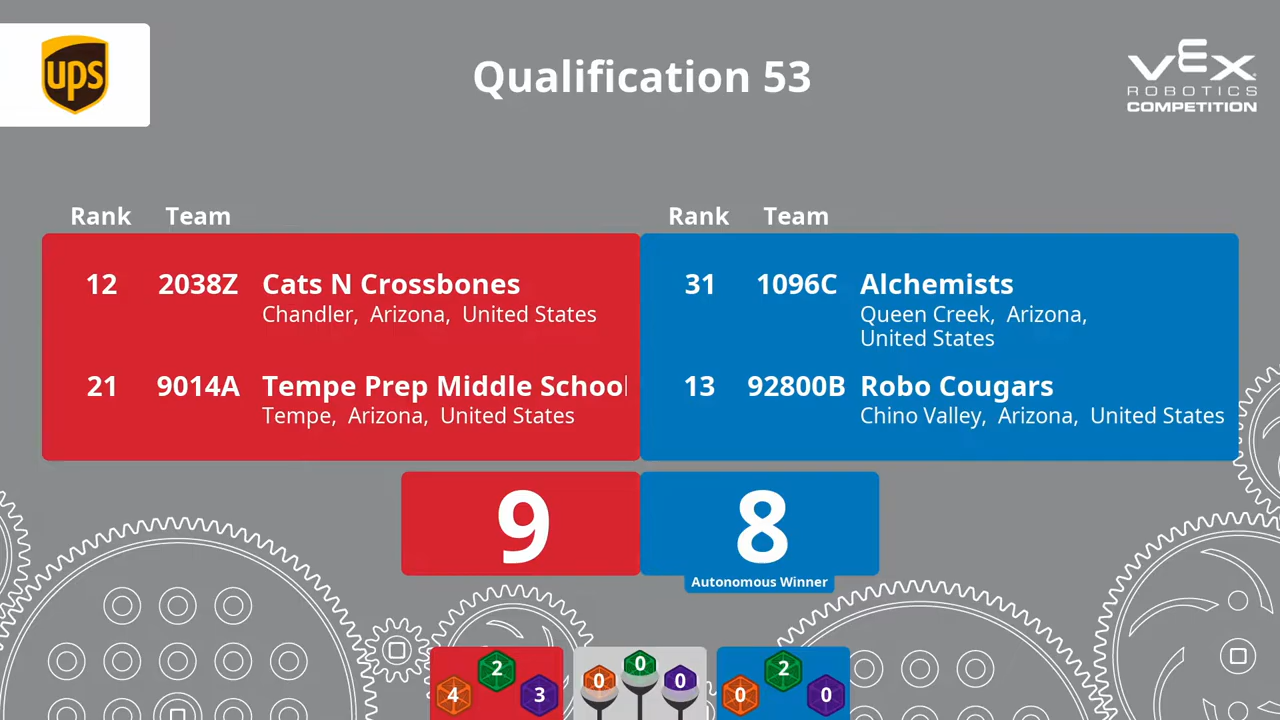 ups
Qualification 53
VEX
ROBOTICS
COMPETITION
Rank Team
Rank Team
12 2038Z Cats N Crossbones
Chandler, Arizona, United States
21 9014A Tempe Prep Middle School
Tempe, Arizona, United States
31 1096C Alchemists
Queen Creek, Arizona,
United States
13 92800B Robo Cougars
Chino Valley, Arizona, United States
9
8
Autonomous Winner
4 2 3
0 0 0
0 2 0